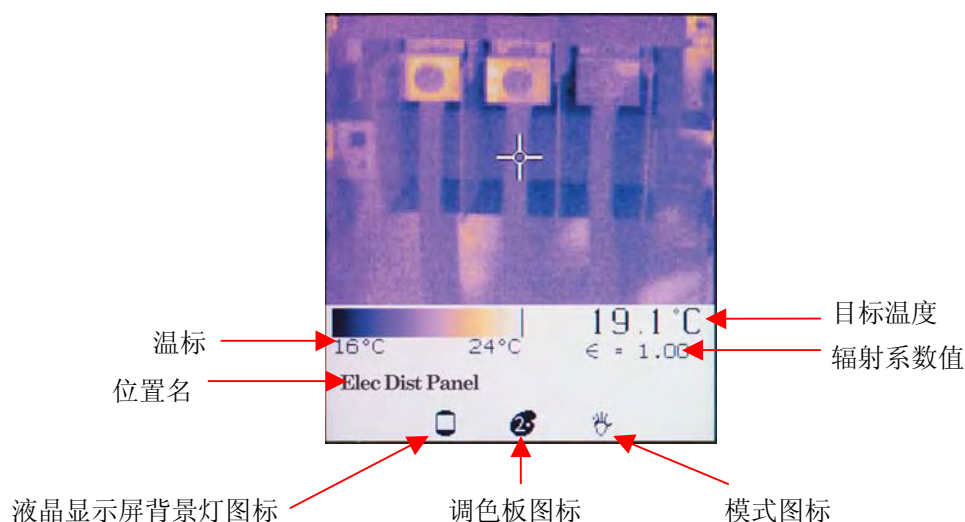 19.1°C
目标温度
温标
16°C 24°C
∈ = 1.00
辐射系数值
位置名
Elec Dist Panel
2
液晶显示屏背景灯图标
调色板图标
模式图标